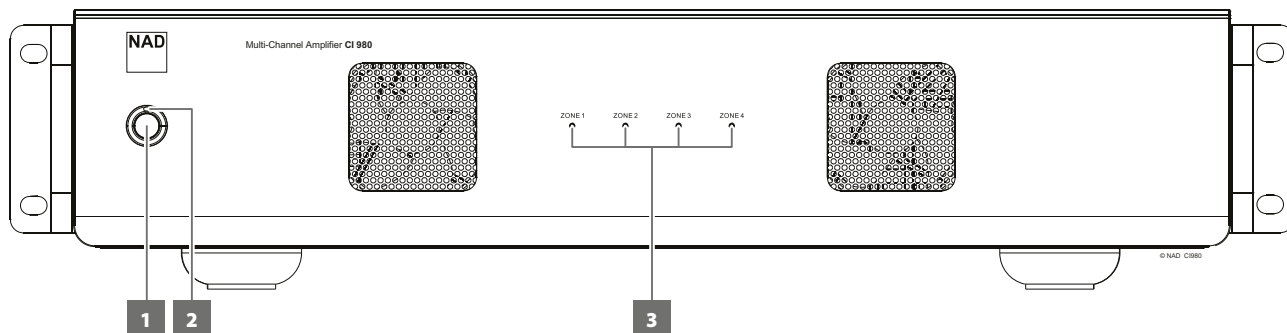 NAD
Multi-Channel Amplifier CI 980
ZONE 1 ZONE 2 ZONE 3 ZONE 4
© NAD CI980
1 2 3